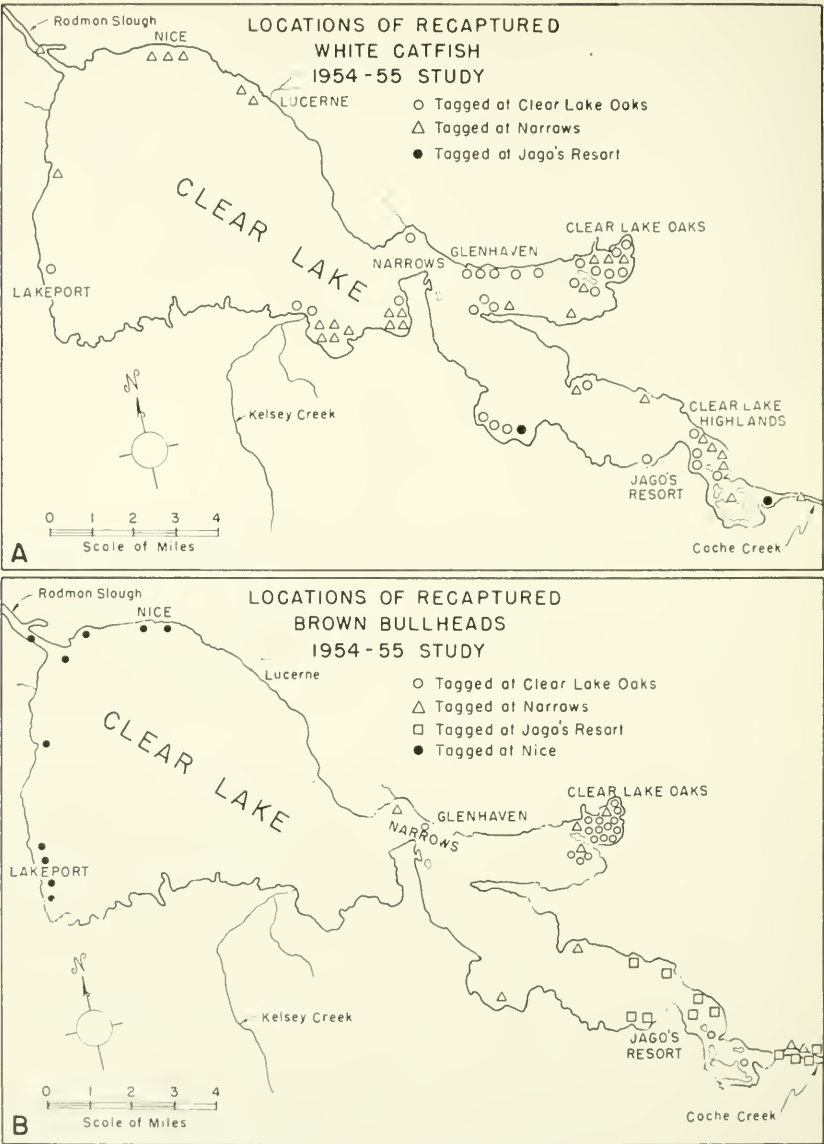 Rodmon Slough
NICE
LOCATIONS OF RECAPTURED
WHITE CATFISH
1954-55 STUDY
○ Tagged at Clear Lake Oaks
△ Tagged at Narrows
● Tagged at Jago's Resort
LUCERNE
CLEAR LAKE
CLEAR LAKE OAKS
GLENHAVEN
NARROWS
LAKEPORT
N
Kelsey Creek
CLEAR LAKE
HIGHLANDS
JAGO'S
RESORT
Cache Creek
0 1 2 3 4
Scale of Miles
A
Rodmon Slough
NICE
LOCATIONS OF RECAPTURED
BROWN BULLHEADS
1954-55 STUDY
Lucerne
○ Tagged at Clear Lake Oaks
△ Tagged at Narrows
□ Tagged at Jago's Resort
● Tagged at Nice
CLEAR LAKE
CLEAR LAKE OAKS
GLENHAVEN
NARROWS
LAKEPORT
N
Kelsey Creek
JAGO'S
RESORT
Cache Creek
0 1 2 3 4
Scale of Miles
B